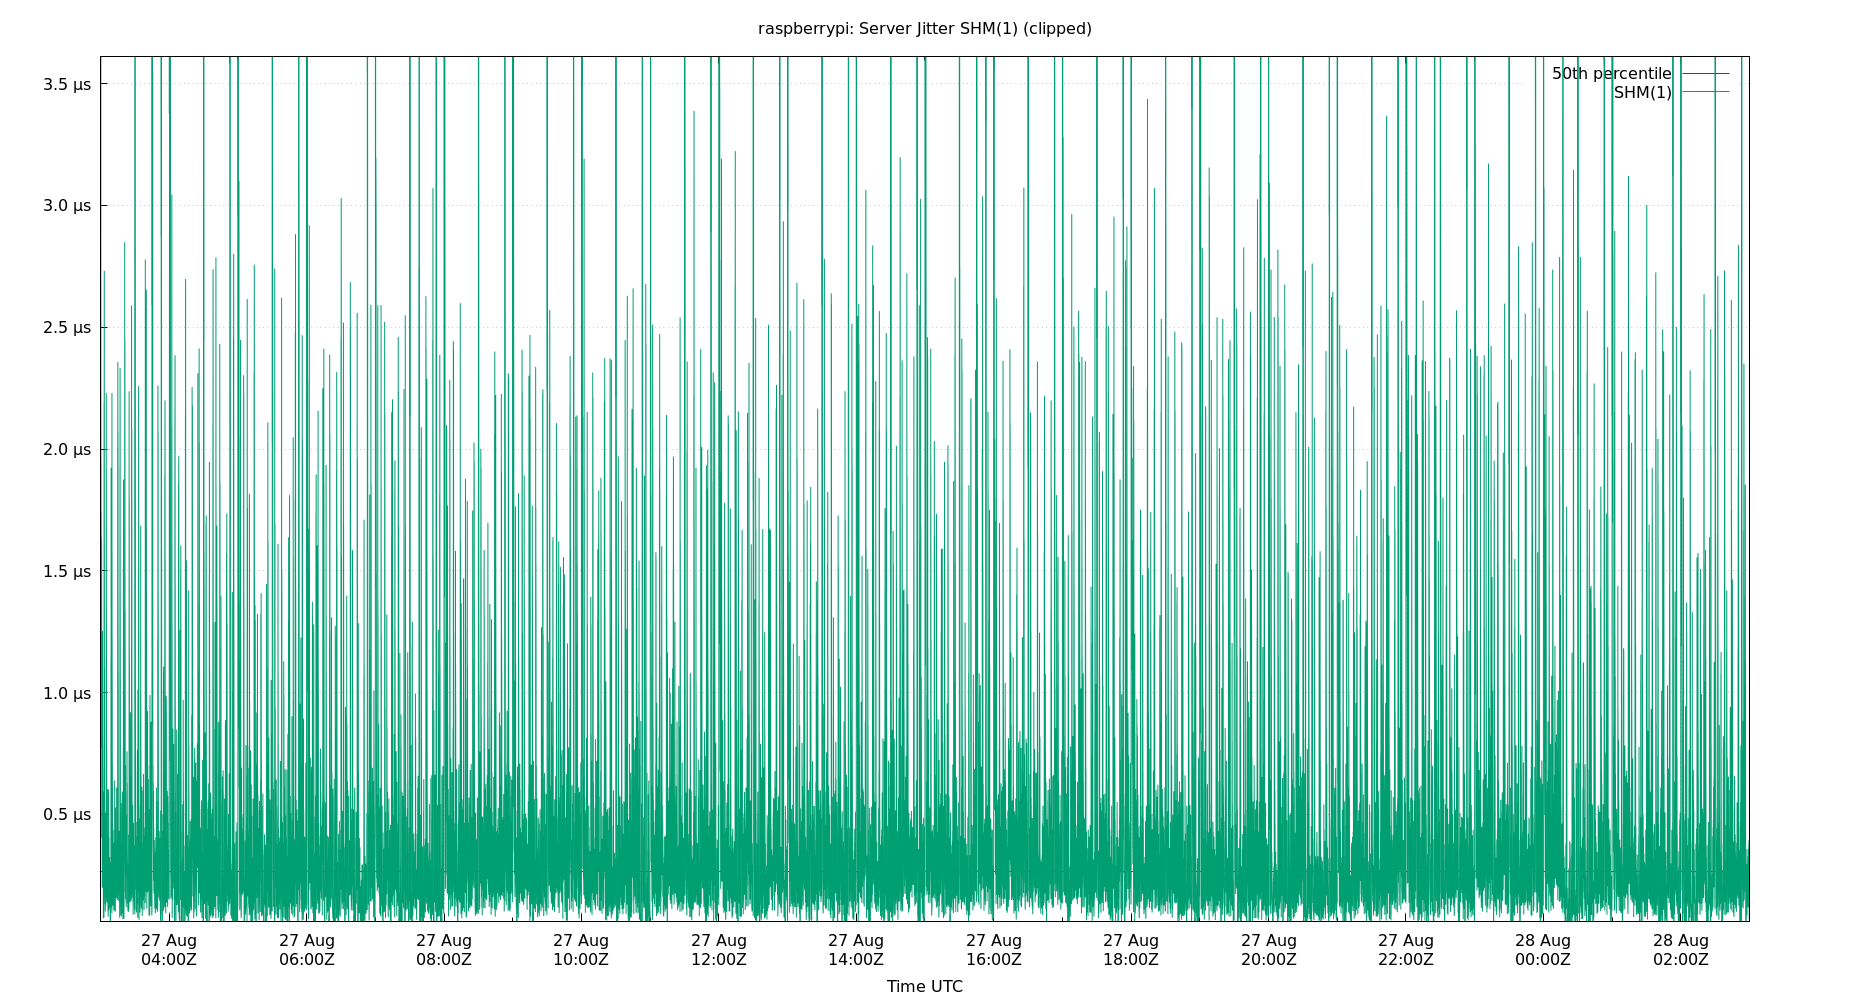 raspberrypi: Server Jitter SHM(1) (clipped)
50th percentile
SHM(1)
3.5 µs
3.0 µs
2.5 µs
2.0 µs
1.5 µs
1.0 µs
0.5 µs
27 Aug 27 Aug 27 Aug 27 Aug 27 Aug 27 Aug 27 Aug 27 Aug 27 Aug 27 Aug 28 Aug 28 Aug
04:00Z 06:00Z 08:00Z 10:00Z 12:00Z 14:00Z 16:00Z 18:00Z 20:00Z 22:00Z 00:00Z 02:00Z
Time UTC